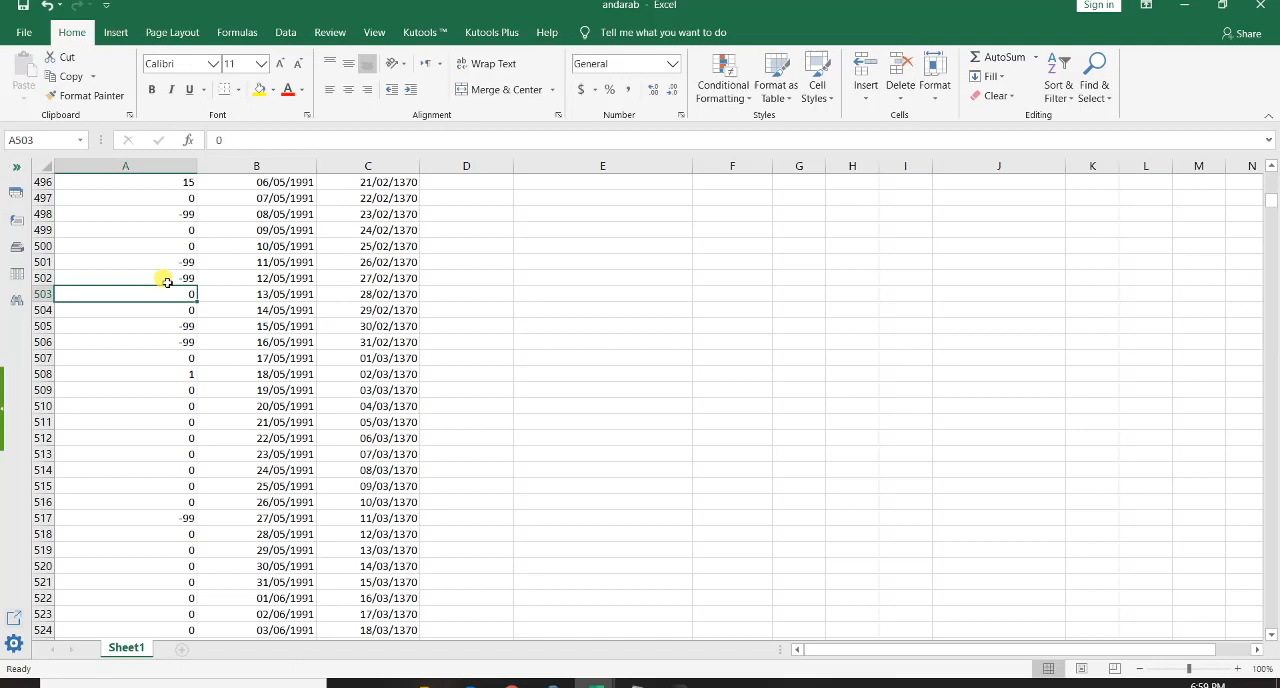 andarab - Excel
Sign in
File Home Insert Page Layout Formulas Data Review View Kutools ™ Kutools Plus Help Tell me what you want to do Share
Cut
Copy
Format Painter
Paste
Clipboard
Calibri 11
B I U A
Font
Wrap Text
Merge & Center
Alignment
General
$ % ,
Number
Conditional Formatting
Format as Table
Cell Styles
Styles
Insert Delete Format
Cells
AutoSum
Fill
Clear
Sort & Filter
Find & Select
Editing
A503 fx 0
A B C D E F G H I J K L M N
496 15 06/05/1991 21/02/1370
497 0 07/05/1991 22/02/1370
498 -99 08/05/1991 23/02/1370
499 0 09/05/1991 24/02/1370
500 0 10/05/1991 25/02/1370
501 -99 11/05/1991 26/02/1370
502 -99 12/05/1991 27/02/1370
503 0 13/05/1991 28/02/1370
504 0 14/05/1991 29/02/1370
505 -99 15/05/1991 30/02/1370
506 -99 16/05/1991 31/02/1370
507 0 17/05/1991 01/03/1370
508 1 18/05/1991 02/03/1370
509 0 19/05/1991 03/03/1370
510 0 20/05/1991 04/03/1370
511 0 21/05/1991 05/03/1370
512 0 22/05/1991 06/03/1370
513 0 23/05/1991 07/03/1370
514 0 24/05/1991 08/03/1370
515 0 25/05/1991 09/03/1370
516 0 26/05/1991 10/03/1370
517 -99 27/05/1991 11/03/1370
518 0 28/05/1991 12/03/1370
519 0 29/05/1991 13/03/1370
520 0 30/05/1991 14/03/1370
521 0 31/05/1991 15/03/1370
522 0 01/06/1991 16/03/1370
523 0 02/06/1991 17/03/1370
524 0 03/06/1991 18/03/1370
Sheet1
Ready 100%
6:59 PM